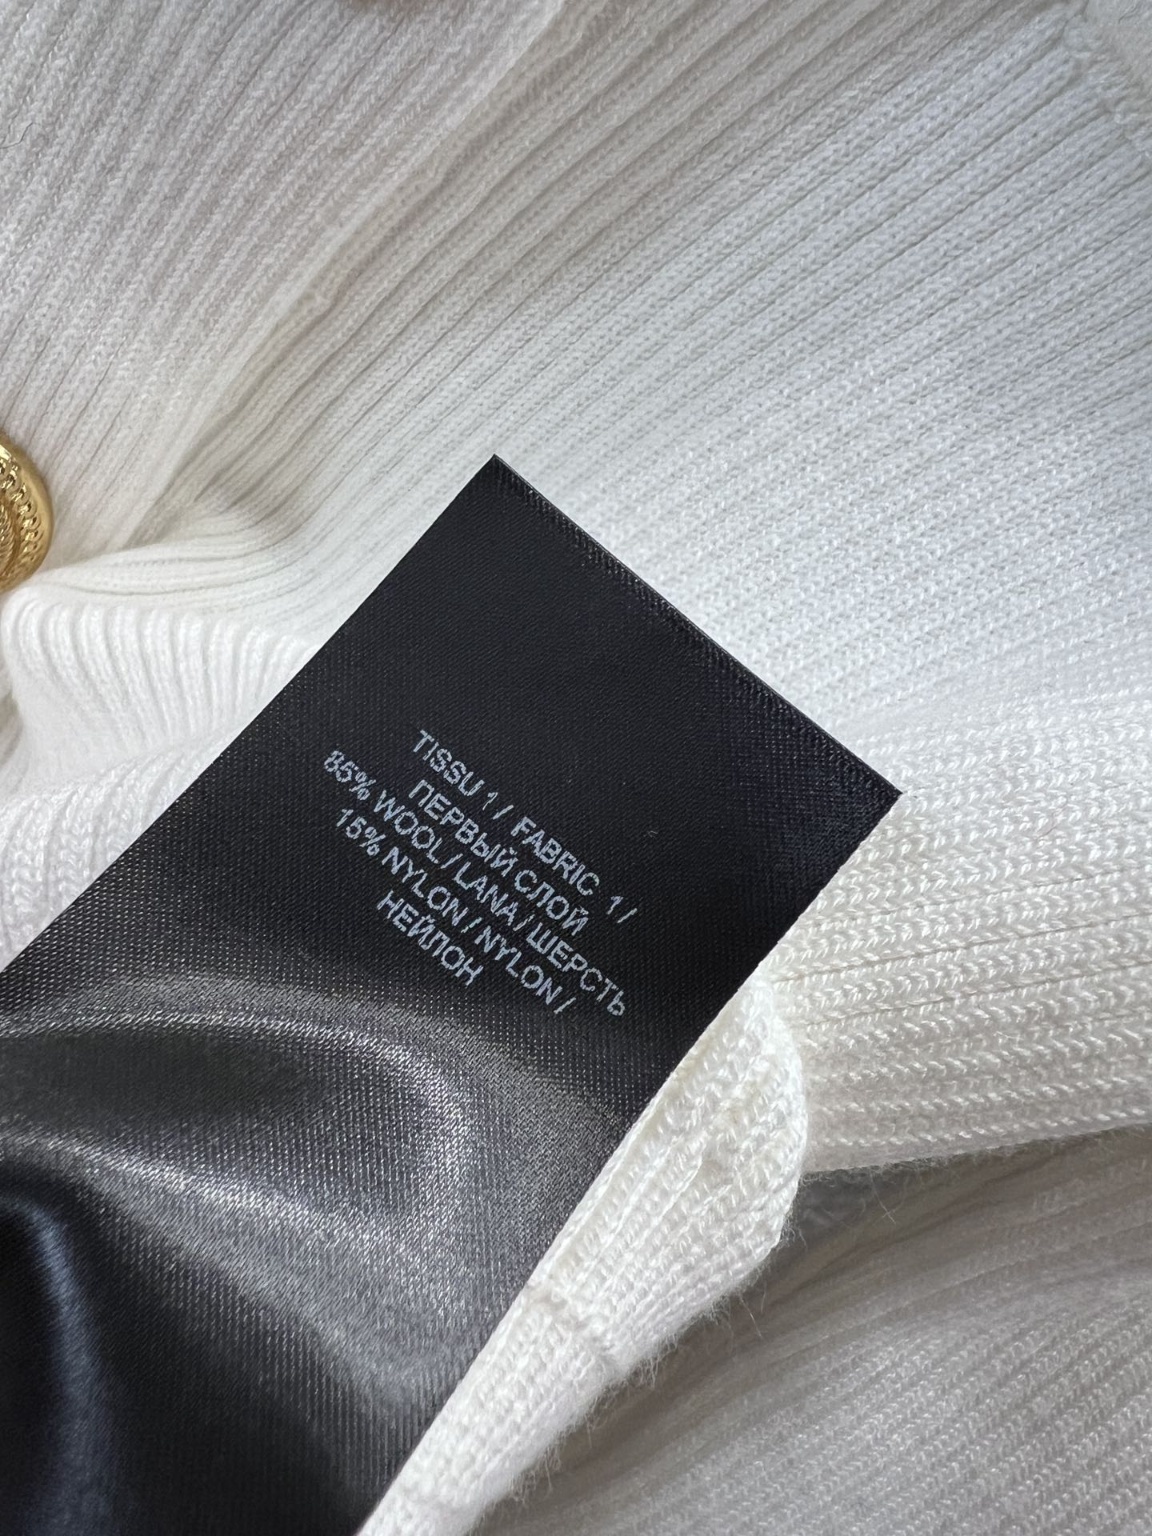 TISSU 1 / FABRIC 1 /
ПЕРВЫЙ СЛОЙ
85% WOOL / LANA / ШЕРСТЬ
15% NYLON / NYLON /
НЕЙЛОН